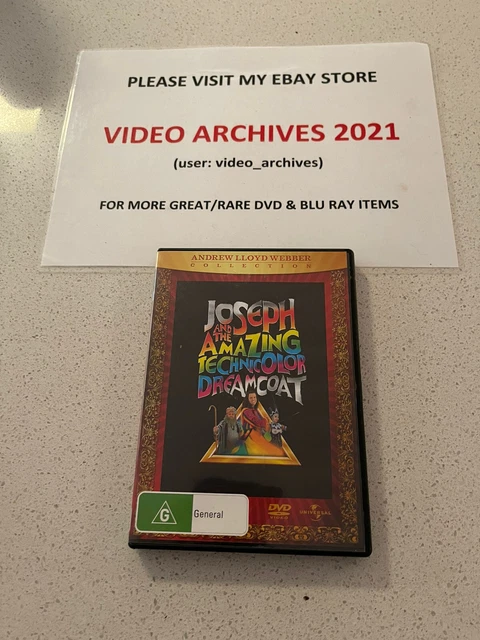 PLEASE VISIT MY EBAY STORE
VIDEO ARCHIVES 2021
(user: video_archives)
FOR MORE GREAT/RARE DVD & BLU RAY ITEMS
ANDREW LLOYD WEBBER
COLLECTION
JOSEPH
AND THE
AMAZING
TECHNICOLOR
DREAMCOAT
G General
DVD VIDEO
UNIVERSAL